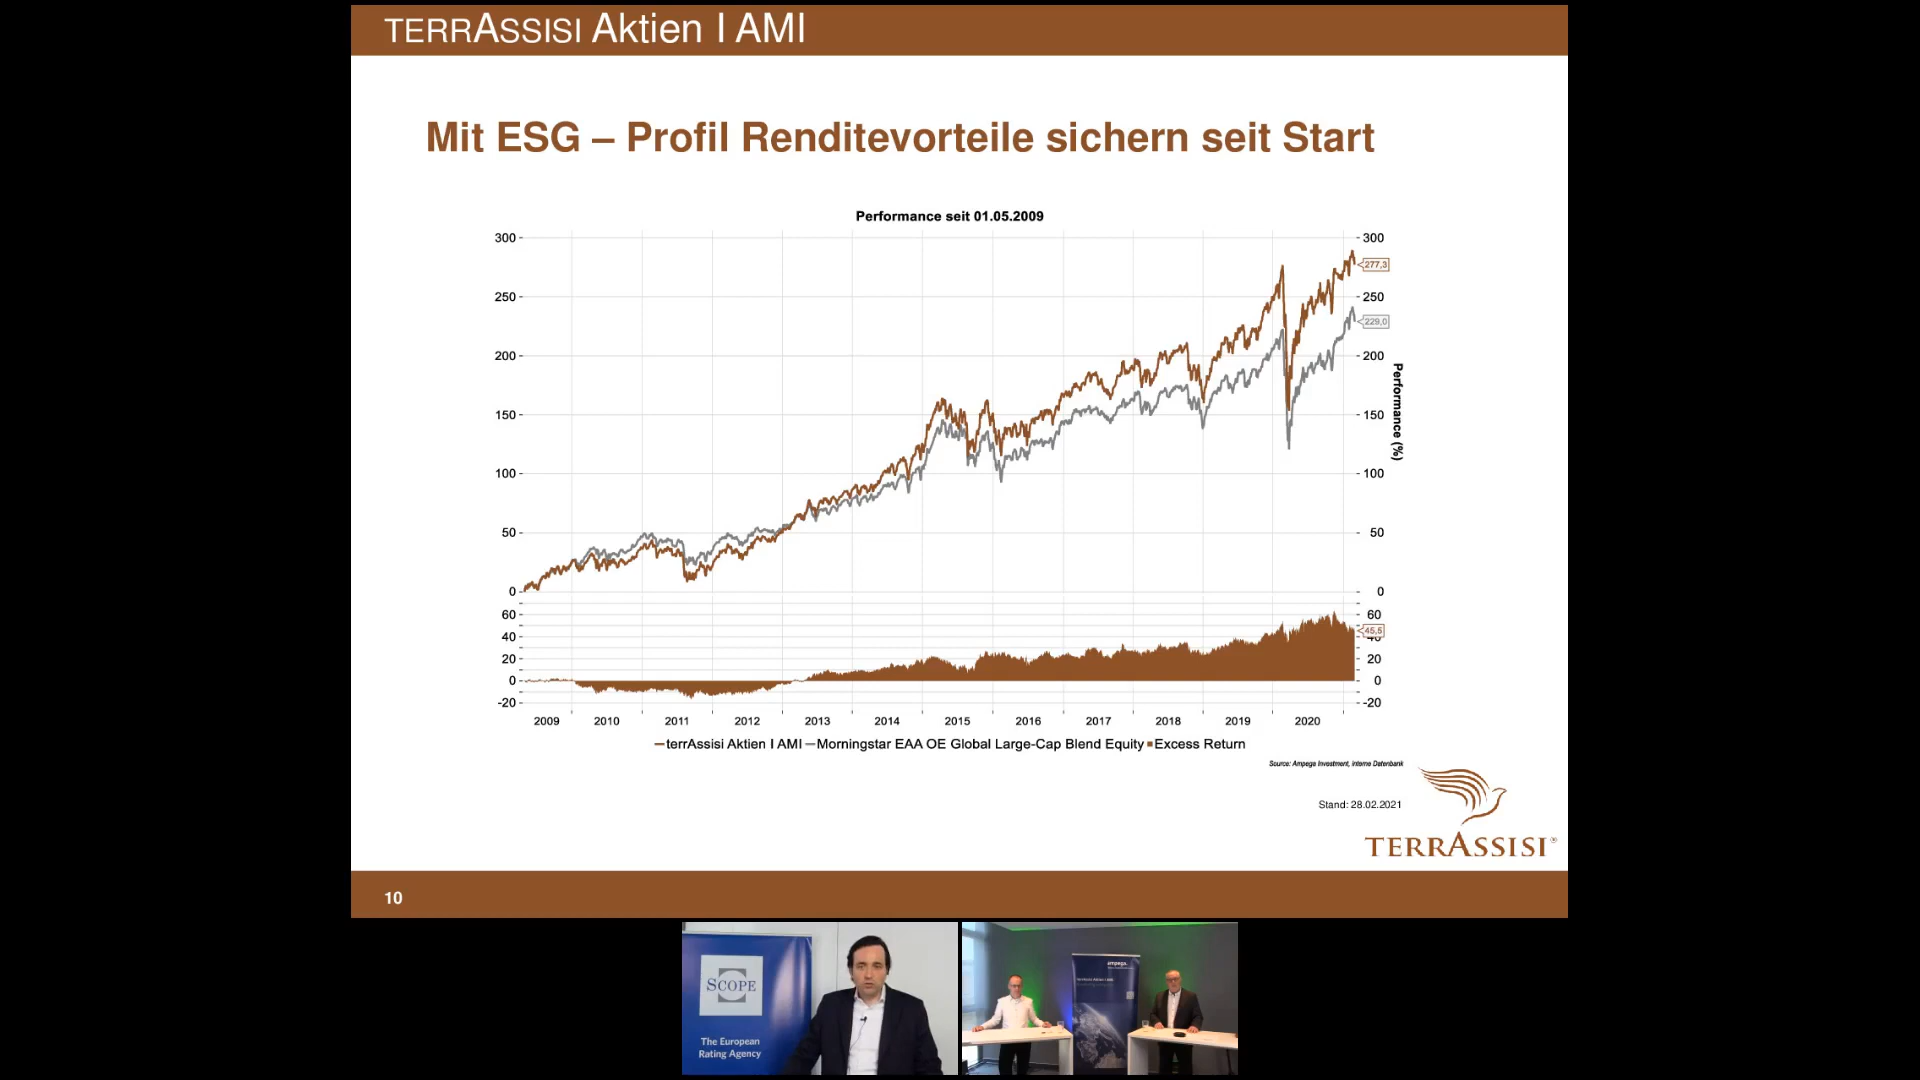 TERRASSISI Aktien I AMI
Mit ESG – Profil Renditevorteile sichern seit Start
Performance seit 01.05.2009
300 300
277,3
250 250
229,0
200 200
150 150
100 100
50 50
0 0
Performance (%)
60 60
45,5
40 40
20 20
0 0
-20 -20
2009 2010 2011 2012 2013 2014 2015 2016 2017 2018 2019 2020
terrAssisi Aktien I AMI Morningstar EAA OE Global Large-Cap Blend Equity Excess Return
Source: Ampega Investment, interne Datenbank
Stand: 28.02.2021
TERRASSISI®
10
SCOPE
The European
Rating Agency
ampega.